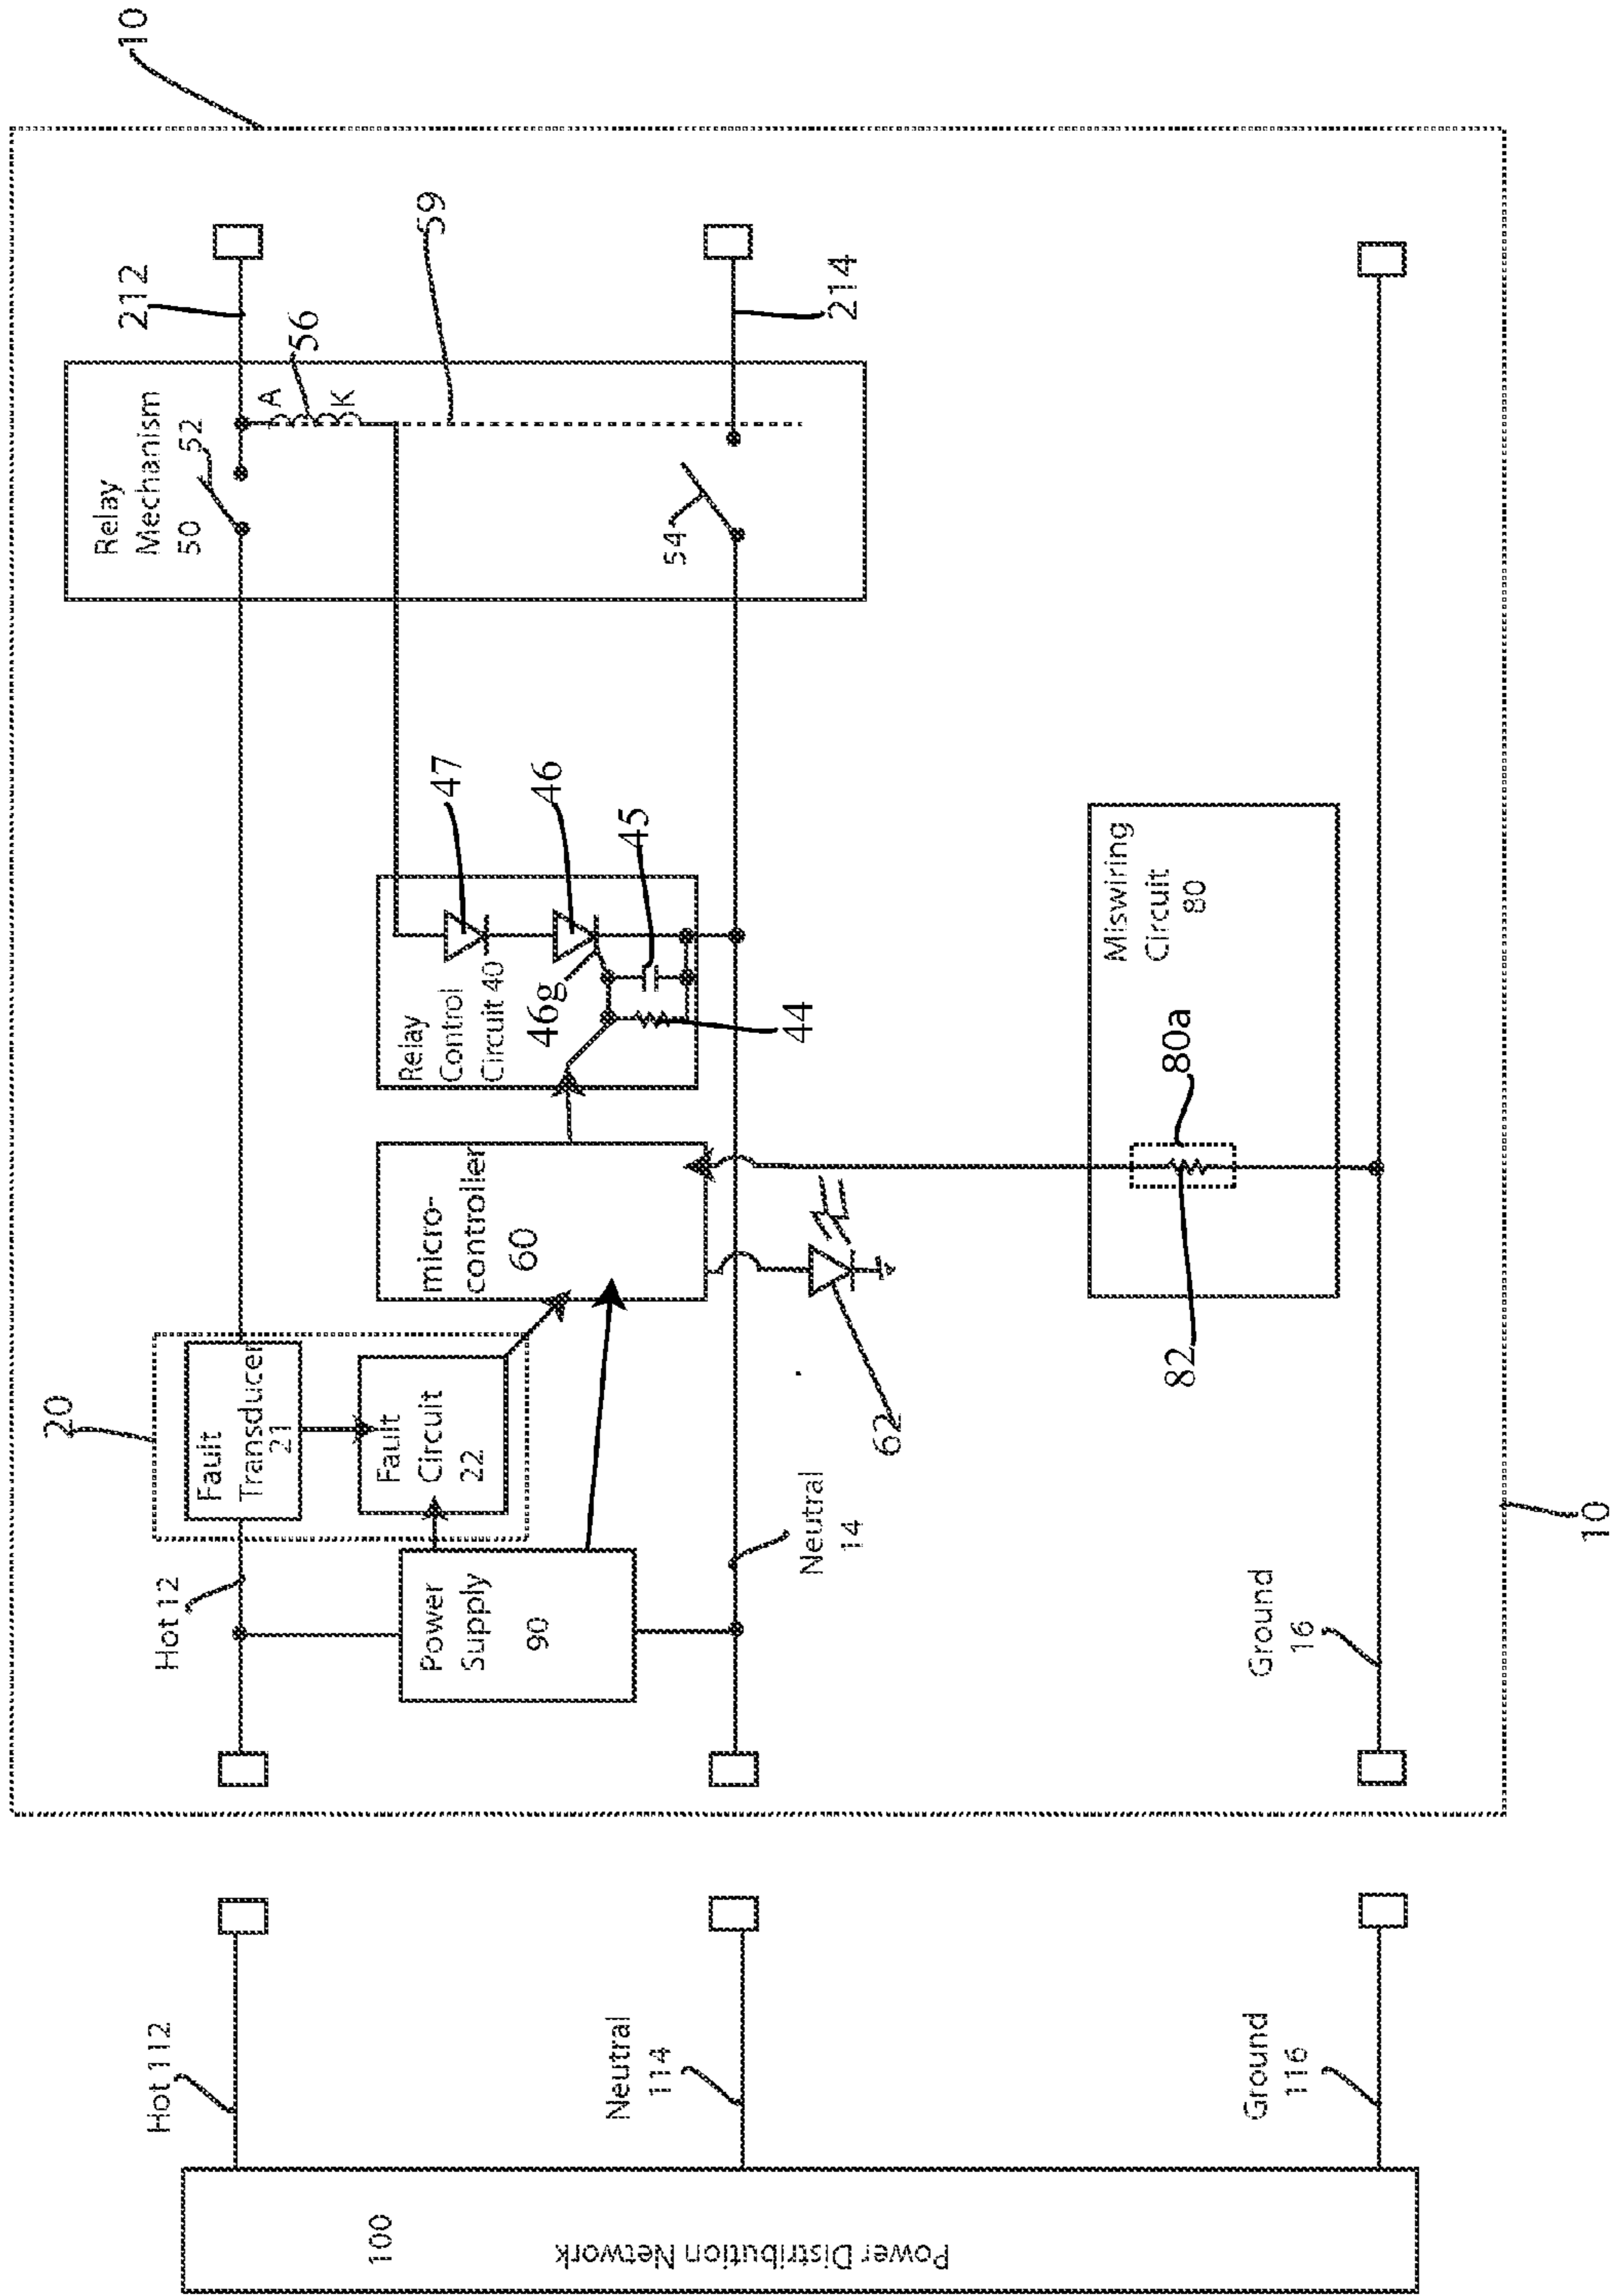 10
212
Relay
Mechanism
50
52
A
56
K
59
54
214
20
Hot 12
Fault
Transducer
21
Fault
Circuit
22
Power
Supply
90
micro-
controller
60
Relay
Control
Circuit 40
47
46
46g
45
44
Neutral
14
62
Miswiring
Circuit
80
80a
82
Ground
16
10
Hot 112
Neutral
114
Ground
116
100
Power Distribution Network